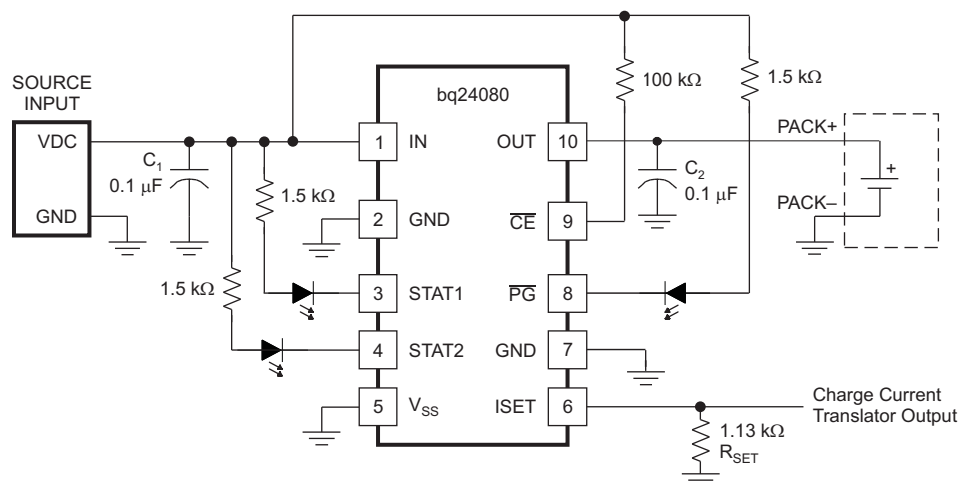 bq24080
SOURCE
INPUT
VDC
GND
C1
0.1 μF
1.5 kΩ
1.5 kΩ
1 IN
2 GND
3 STAT1
4 STAT2
5 VSS
OUT 10
CE 9
PG 8
GND 7
ISET 6
100 kΩ
1.5 kΩ
C2
0.1 μF
PACK+
+
PACK–
Charge Current
Translator Output
1.13 kΩ
RSET